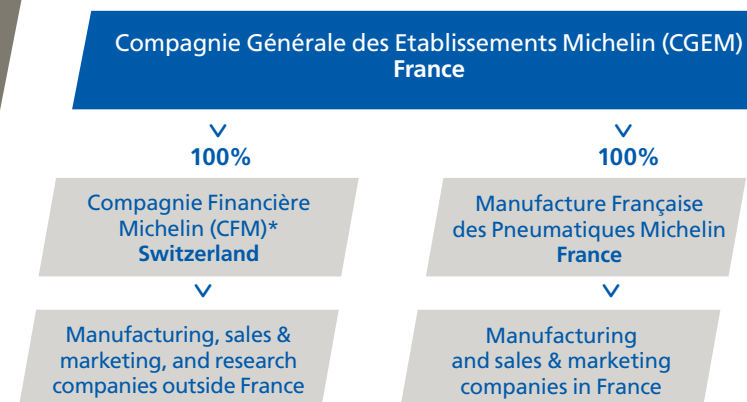 Compagnie Générale des Etablissements Michelin (CGEM)
France
100%
100%
Compagnie Financière
Michelin (CFM)*
Switzerland
Manufacture Française
des Pneumatiques Michelin
France
Manufacturing, sales &
marketing, and research
companies outside France
Manufacturing
and sales & marketing
companies in France